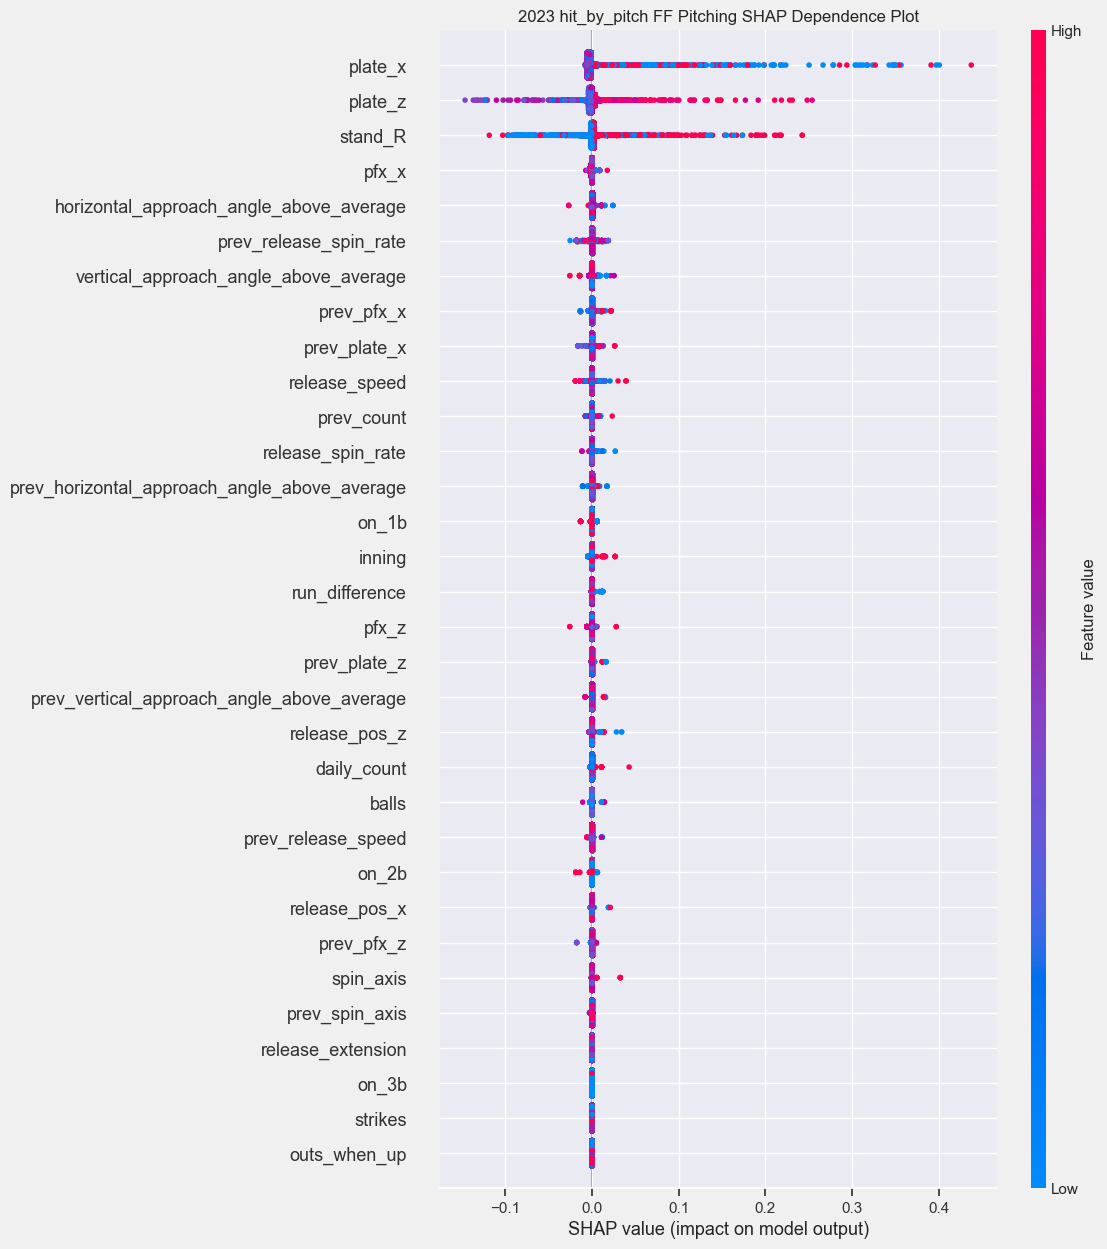 2023 hit_by_pitch FF Pitching SHAP Dependence Plot
High
plate_x
plate_z
stand_R
pfx_x
horizontal_approach_angle_above_average
prev_release_spin_rate
vertical_approach_angle_above_average
prev_pfx_x
prev_plate_x
release_speed
prev_count
release_spin_rate
prev_horizontal_approach_angle_above_average
on_1b
inning
run_difference
pfx_z
prev_plate_z
prev_vertical_approach_angle_above_average
release_pos_z
daily_count
balls
prev_release_speed
on_2b
release_pos_x
prev_pfx_z
spin_axis
prev_spin_axis
release_extension
on_3b
strikes
outs_when_up
Feature value
Low
−0.1 0.0 0.1 0.2 0.3 0.4
SHAP value (impact on model output)